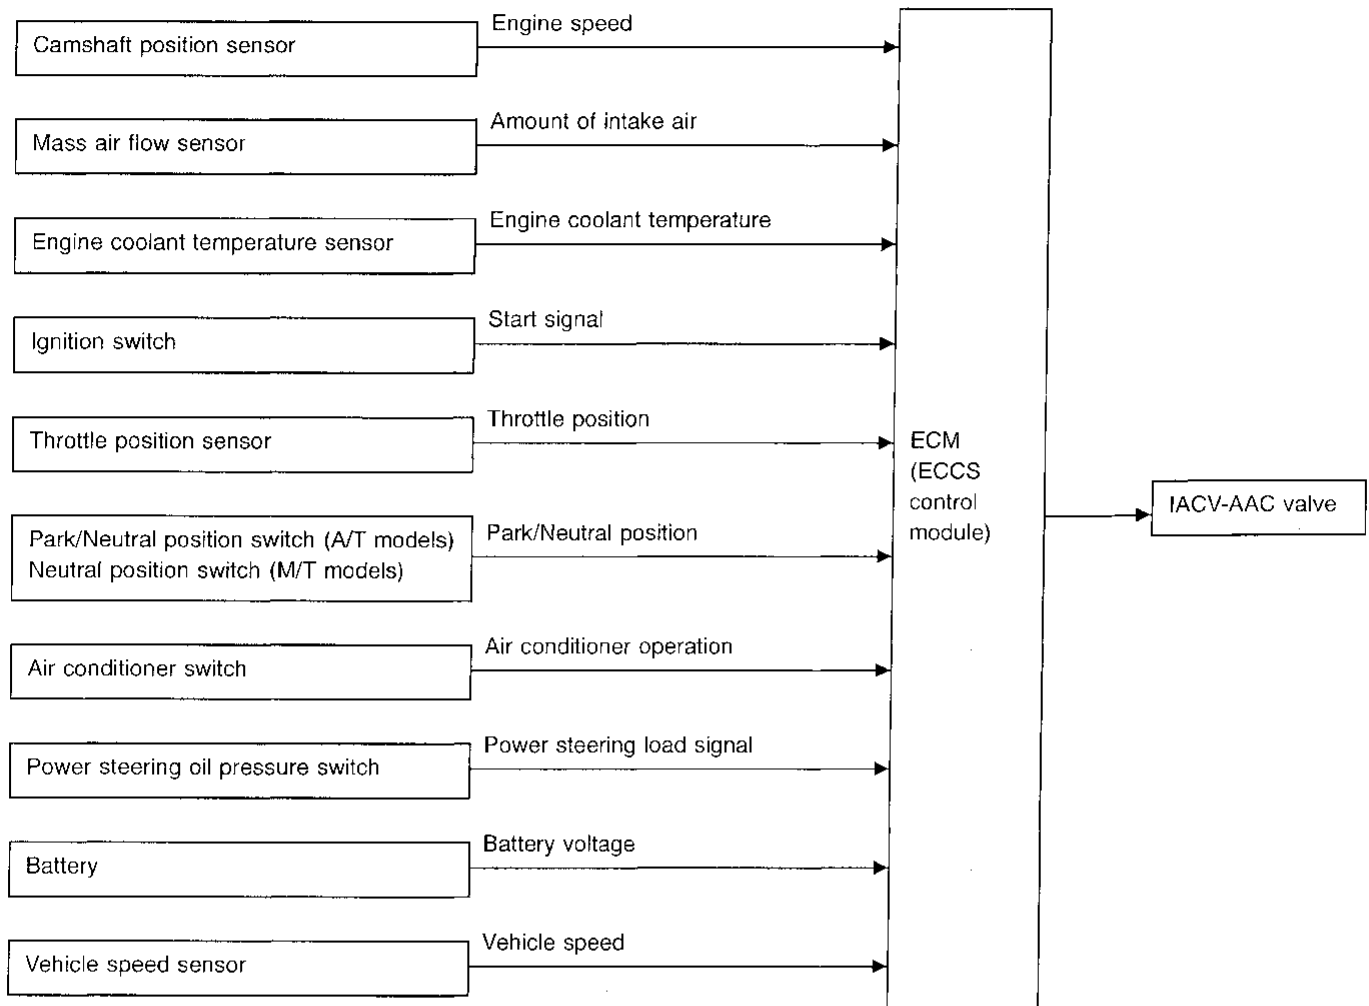 Camshaft position sensor
Engine speed
Mass air flow sensor
Amount of intake air
Engine coolant temperature sensor
Engine coolant temperature
Ignition switch
Start signal
Throttle position sensor
Throttle position
Park/Neutral position switch (A/T models)
Neutral position switch (M/T models)
Park/Neutral position
Air conditioner switch
Air conditioner operation
Power steering oil pressure switch
Power steering load signal
Battery
Battery voltage
Vehicle speed sensor
Vehicle speed
ECM
(ECCS
control
module)
IACV-AAC valve